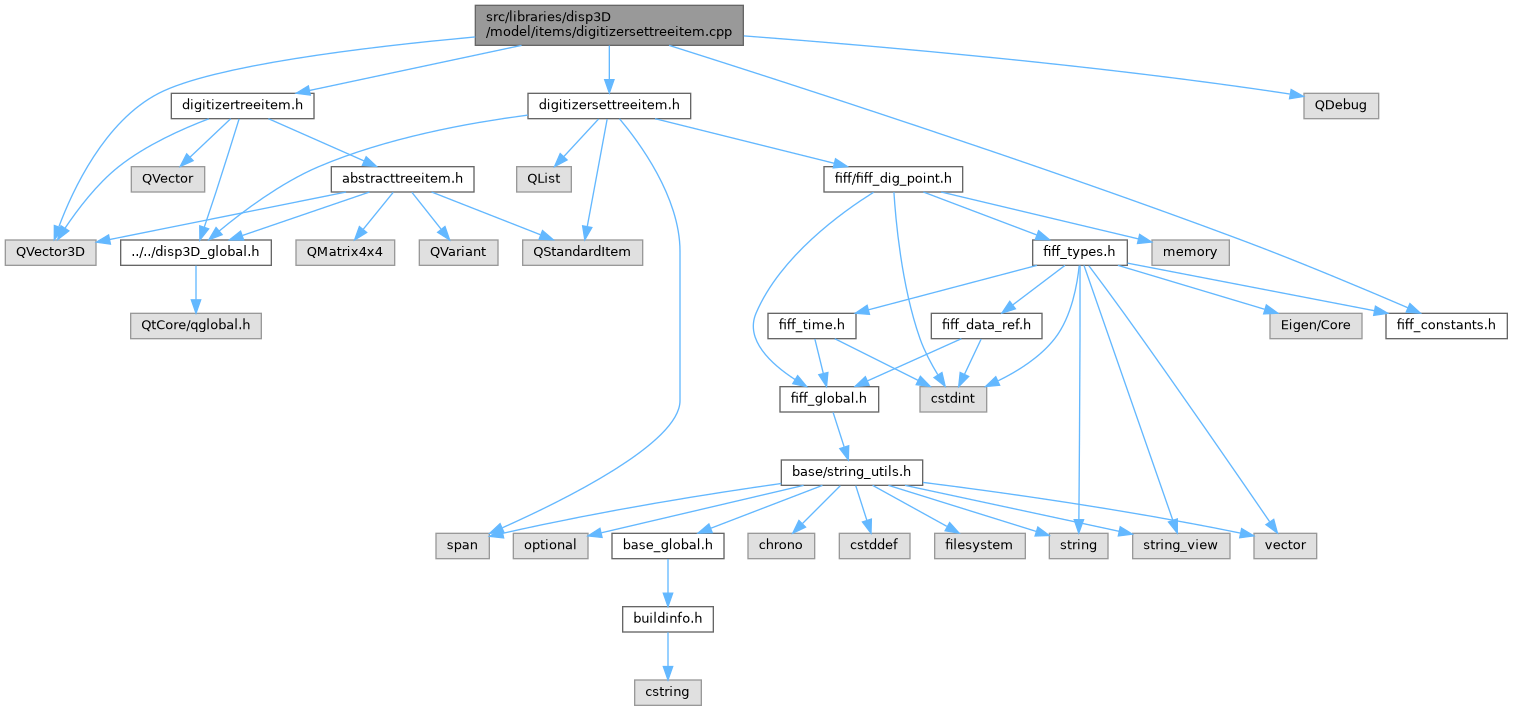 src/libraries/disp3D
/model/items/digitizersettreeitem.cpp
digitizertreeitem.h
digitizersettreeitem.h
QDebug
QVector
abstracttreeitem.h
QList
fiff/fiff_dig_point.h
QVector3D
../../disp3D_global.h
QMatrix4x4
QVariant
QStandardItem
fiff_types.h
memory
QtCore/qglobal.h
fiff_time.h
fiff_data_ref.h
Eigen/Core
fiff_constants.h
fiff_global.h
cstdint
base/string_utils.h
span
optional
base_global.h
chrono
cstddef
filesystem
string
string_view
vector
buildinfo.h
cstring